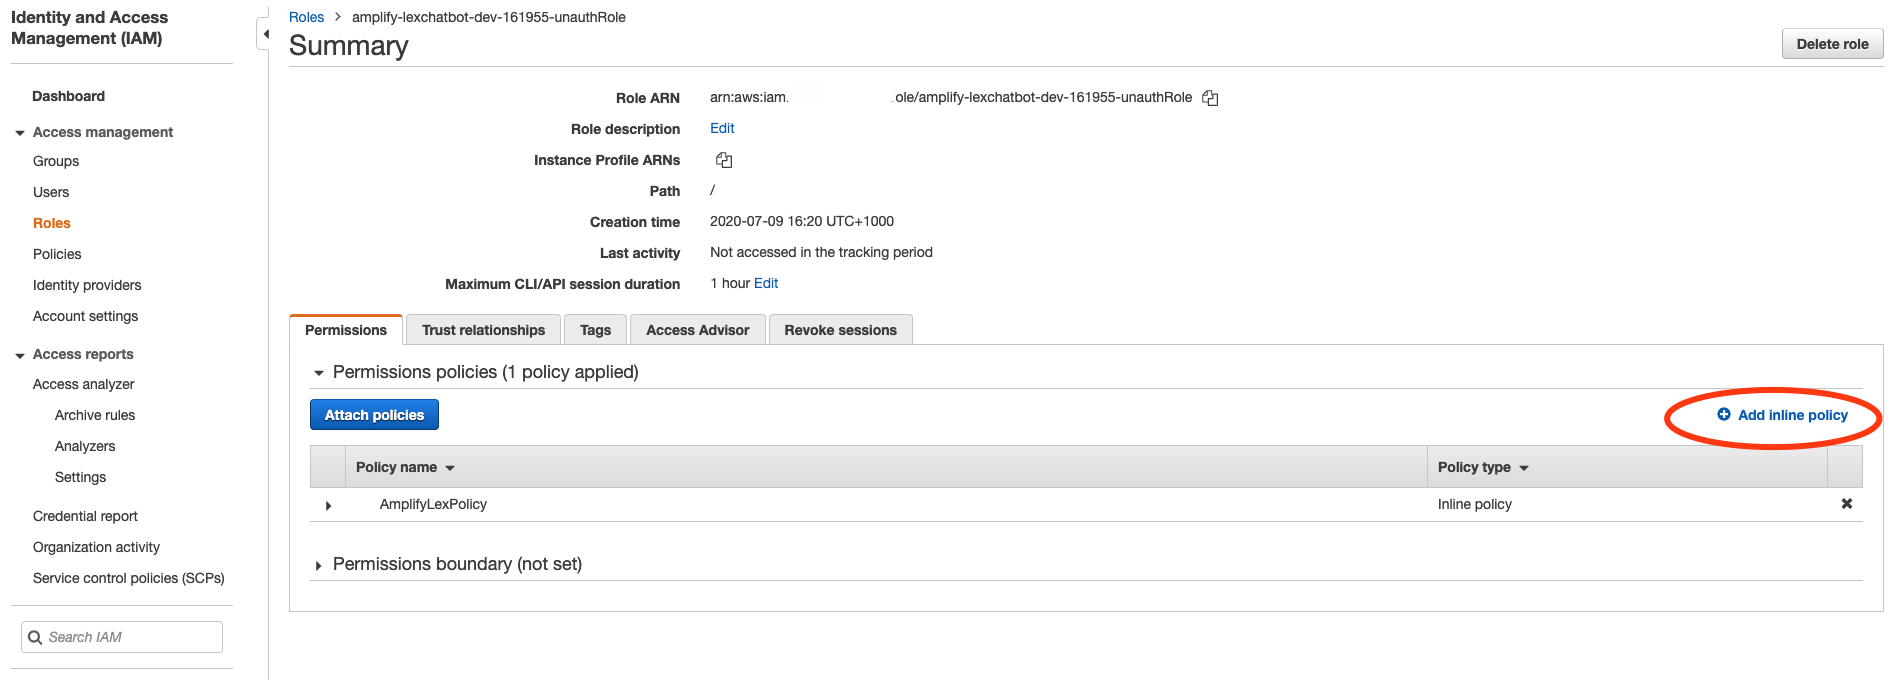 Identity and Access
Management (IAM)
Dashboard
Access management
Groups
Users
Roles
Policies
Identity providers
Account settings
Access reports
Access analyzer
Archive rules
Analyzers
Settings
Credential report
Organization activity
Service control policies (SCPs)
Search IAM
Roles > amplify-lexchatbot-dev-161955-unauthRole
Summary
Delete role
Role ARN arn:aws:iam. .ole/amplify-lexchatbot-dev-161955-unauthRole
Role description Edit
Instance Profile ARNs
Path /
Creation time 2020-07-09 16:20 UTC+1000
Last activity Not accessed in the tracking period
Maximum CLI/API session duration 1 hour Edit
Permissions Trust relationships Tags Access Advisor Revoke sessions
Permissions policies (1 policy applied)
Attach policies Add inline policy
Policy name Policy type
AmplifyLexPolicy Inline policy
Permissions boundary (not set)